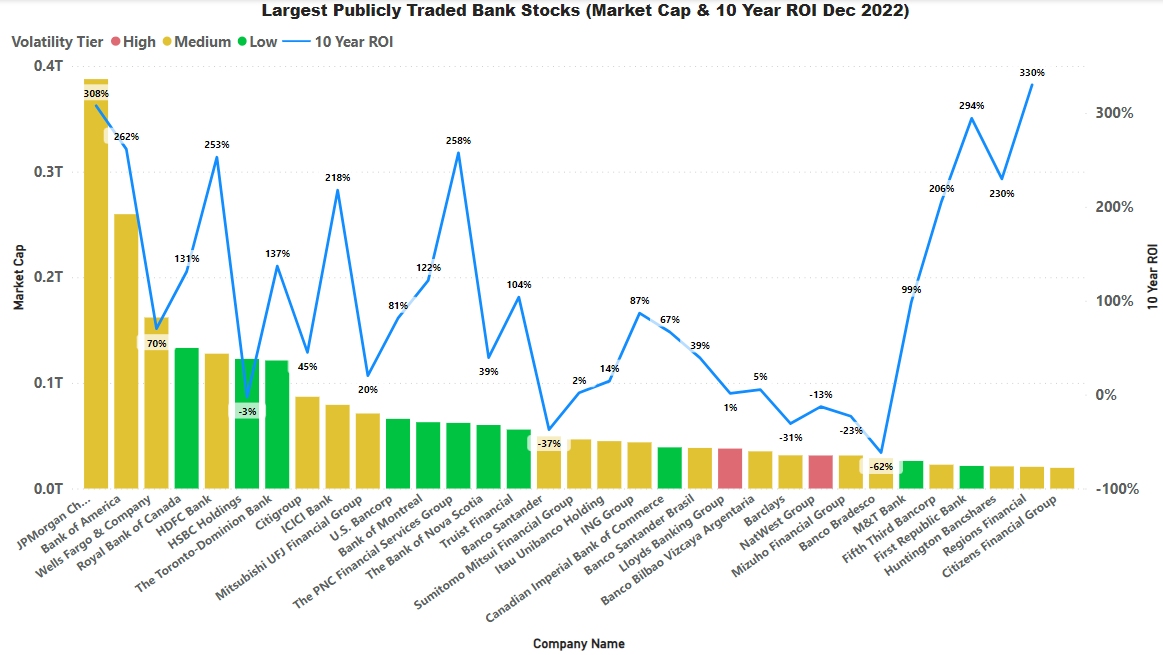 Largest Publicly Traded Bank Stocks (Market Cap & 10 Year ROI Dec 2022)
Volatility Tier High Medium Low 10 Year ROI
0.4T
0.3T
0.2T
0.1T
0.0T
Market Cap
308%
262%
70%
131%
253%
-3%
137%
45%
218%
20%
81%
122%
258%
39%
104%
-37%
2%
14%
87%
67%
39%
1%
5%
-31%
-13%
-23%
-62%
99%
206%
294%
230%
330%
300%
200%
100%
0%
-100%
10 Year ROI
JPMorgan Ch...
Bank of America
Wells Fargo & Company
Royal Bank of Canada
HDFC Bank
HSBC Holdings
The Toronto-Dominion Bank
Citigroup
ICICI Bank
Mitsubishi UFJ Financial Group
U.S. Bancorp
Bank of Montreal
The PNC Financial Services Group
The Bank of Nova Scotia
Truist Financial
Banco Santander
Sumitomo Mitsui Financial Group
Itau Unibanco Holding
ING Group
Canadian Imperial Bank of Commerce
Banco Santander Brasil
Lloyds Banking Group
Banco Bilbao Vizcaya Argentaria
Barclays
NatWest Group
Mizuho Financial Group
Banco Bradesco
M&T Bank
Fifth Third Bancorp
First Republic Bank
Huntington Bancshares
Regions Financial
Citizens Financial Group
Company Name